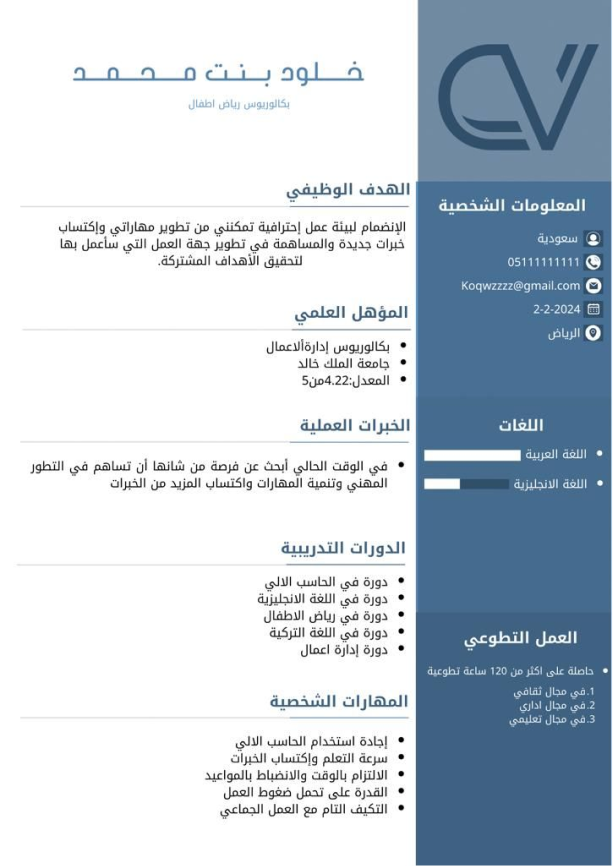 CV
خلود بنت محمد
بكالوريوس رياض اطفال
الهدف الوظيفي
الإنضمام لبيئة عمل إحترافية تمكنني من تطوير مهاراتي وإكتساب
خبرات جديدة والمساهمة في تطوير جهة العمل التي سأعمل بها
لتحقيق الأهداف المشتركة.
المؤهل العلمي
بكالوريوس إدارةألاعمال
جامعة الملك خالد
المعدل:4.22من5
الخبرات العملية
في الوقت الحالي أبحث عن فرصة من شانها أن تساهم في التطور
المهني وتنمية المهارات واكتساب المزيد من الخبرات
الدورات التدريبية
دورة في الحاسب الالي
دورة في اللغة الانجليزية
دورة في رياض الاطفال
دورة في اللغة التركية
دورة إدارة اعمال
المهارات الشخصية
إجادة استخدام الحاسب الالي
سرعة التعلم وإكتساب الخبرات
الالتزام بالوقت والانضباط بالمواعيد
القدرة على تحمل ضغوط العمل
التكيف التام مع العمل الجماعي
المعلومات الشخصية
سعودية
05111111111
Koqwzzzz@gmail.com
2-2-2024
الرياض
اللغات
اللغة العربية
اللغة الانجليزية
العمل التطوعي
حاصلة على اكثر من 120 ساعة تطوعية
1.في مجال ثقافي
2.في مجال اداري
3.في مجال تعليمي